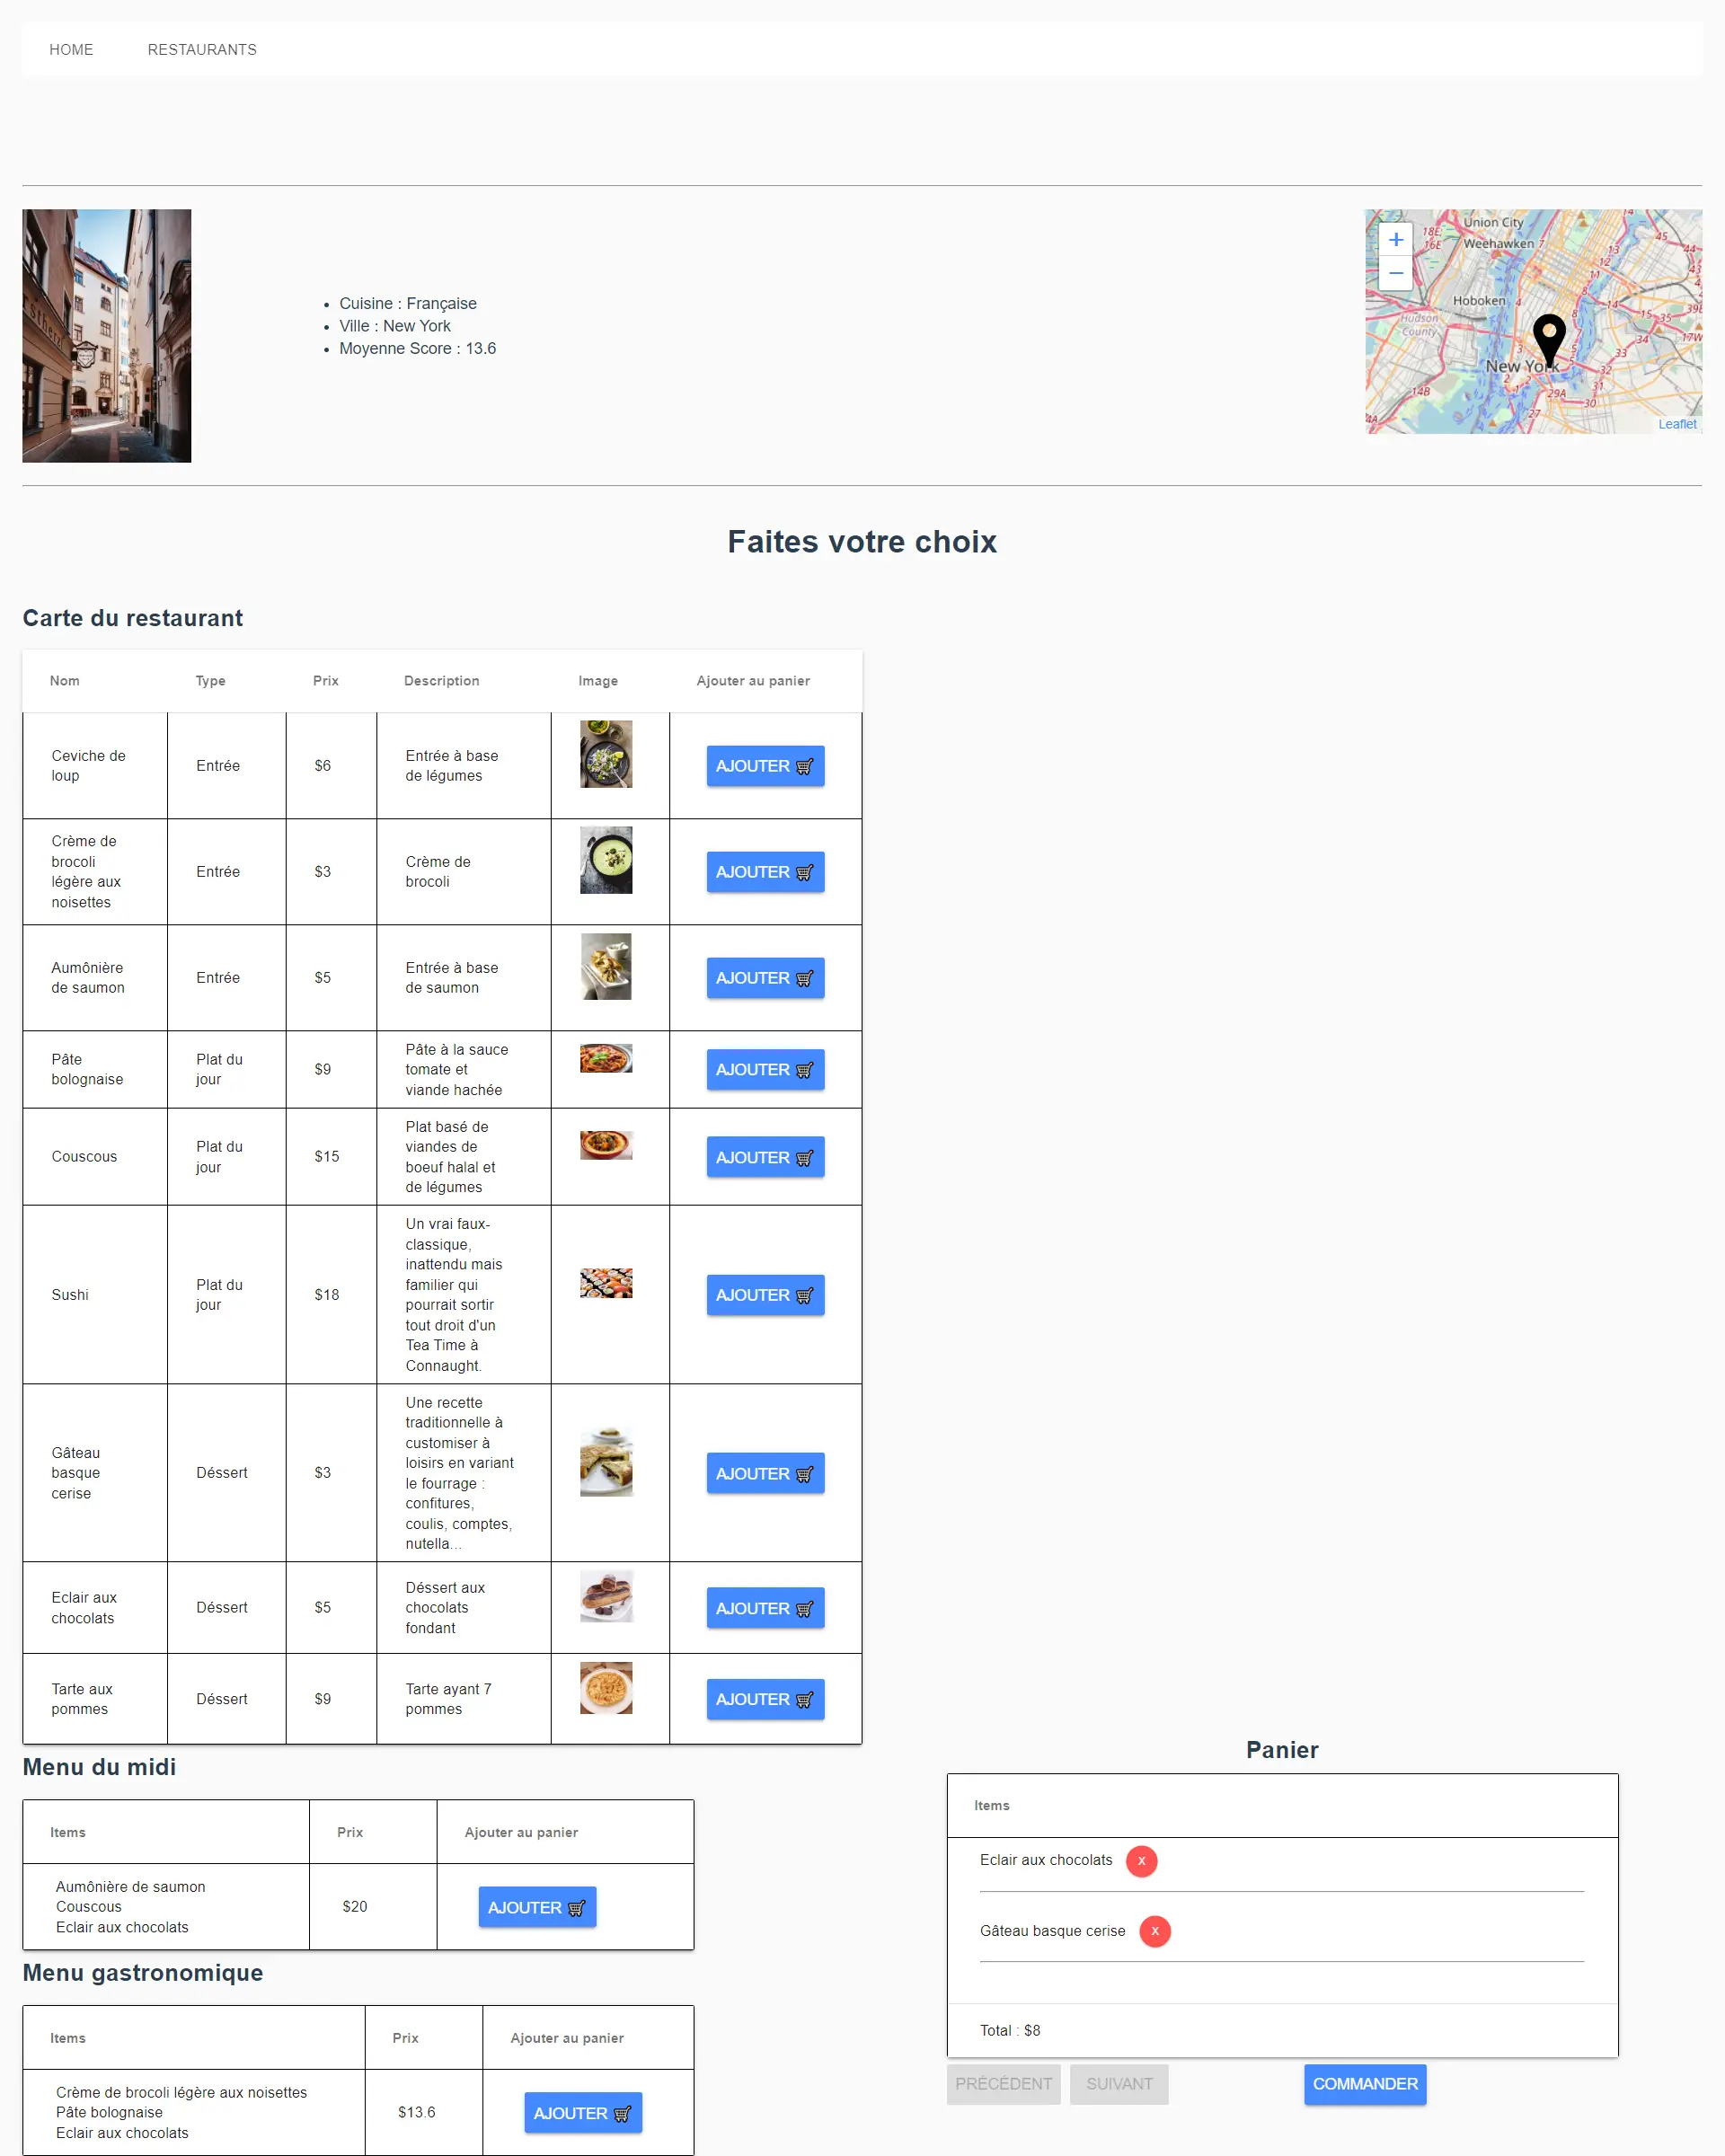 HOME RESTAURANTS
Cuisine : Française
Ville : New York
Moyenne Score : 13.6
+
−
Union City
Weehawken
Hoboken
Hudson
County
New York
Leaflet
Faites votre choix
Carte du restaurant
Nom Type Prix Description Image Ajouter au panier
Ceviche de
loup
Entrée
$6
Entrée à base
de légumes
AJOUTER
Crème de
brocoli
légère aux
noisettes
Entrée
$3
Crème de
brocoli
AJOUTER
Aumônière
de saumon
Entrée
$5
Entrée à base
de saumon
AJOUTER
Pâte
bolognaise
Plat du
jour
$9
Pâte à la sauce
tomate et
viande hachée
AJOUTER
Couscous
Plat du
jour
$15
Plat basé de
viandes de
boeuf halal et
de légumes
AJOUTER
Sushi
Plat du
jour
$18
Un vrai faux-
classique,
inattendu mais
familier qui
pourrait sortir
tout droit d'un
Tea Time à
Connaught.
AJOUTER
Gâteau
basque
cerise
Déssert
$3
Une recette
traditionnelle à
customiser à
loisirs en variant
le fourrage :
confitures,
coulis, comptes,
nutella...
AJOUTER
Eclair aux
chocolats
Déssert
$5
Déssert aux
chocolats
fondant
AJOUTER
Tarte aux
pommes
Déssert
$9
Tarte ayant 7
pommes
AJOUTER
Menu du midi
Items Prix Ajouter au panier
Aumônière de saumon
Couscous
Eclair aux chocolats
$20
AJOUTER
Menu gastronomique
Items Prix Ajouter au panier
Crème de brocoli légère aux noisettes
Pâte bolognaise
Eclair aux chocolats
$13.6
AJOUTER
Panier
Items
Eclair aux chocolats X
Gâteau basque cerise X
Total : $8
PRÉCÉDENT SUIVANT COMMANDER